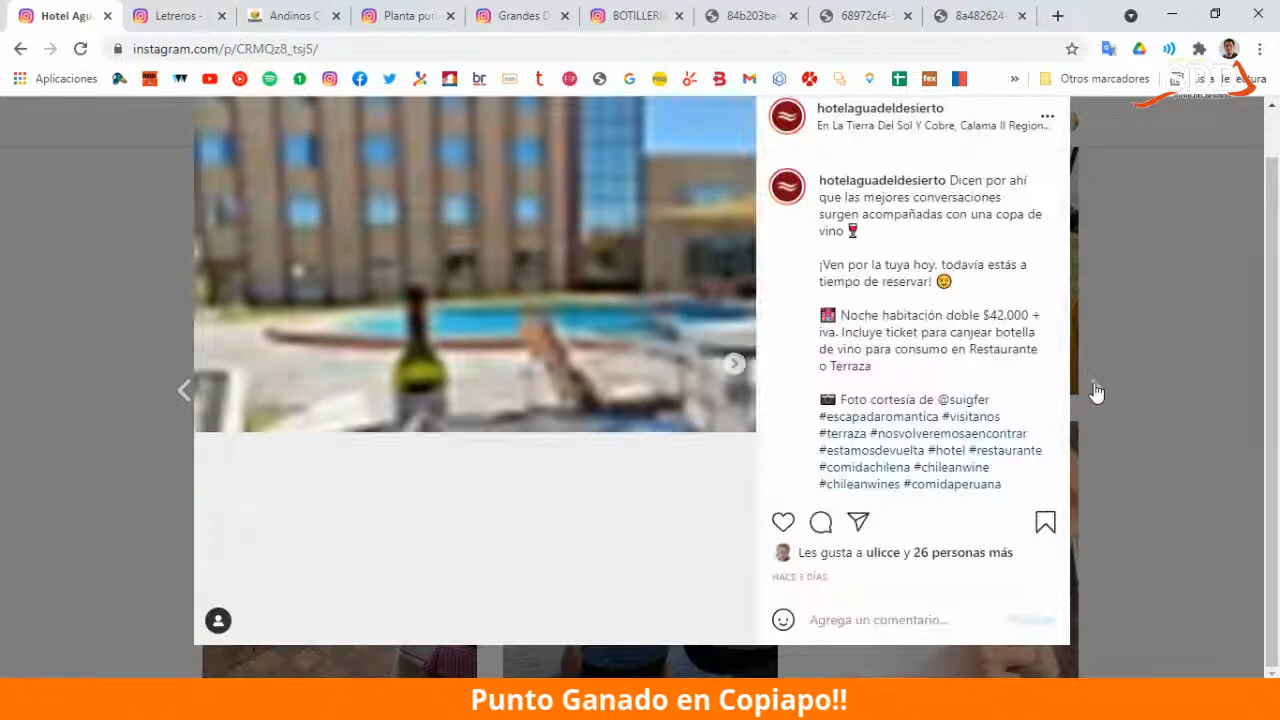 Hotel Agu
Letreros -
Andinos C
Planta pur
Grandes D
BOTILLERI
84b203ba-
68972cf4-
8a482624-
instagram.com/p/CRMQz8_tsj5/
Aplicaciones
Otros marcadores
hotelaguadeldesierto
En La Tierra Del Sol Y Cobre, Calama II Region...
hotelaguadeldesierto Dicen por ahí
que las mejores conversaciones
surgen acompañadas con una copa de
vino🍷
¡Ven por la tuya hoy, todavía estás a
tiempo de reservar! 😉
🏩 Noche habitación doble $42.000 +
iva. Incluye ticket para canjear botella
de vino para consumo en Restaurante
o Terraza
📷 Foto cortesía de @suigfer
#escapadaromantica #visitanos
#terraza #nosvolveremosaencontrar
#estamosdevuelta #hotel #restaurante
#comidachilena #chileanwine
#chileanwines #comidaperuana
Les gusta a ulicce y 26 personas más
HACE 3 DÍAS
Agrega un comentario...
Punto Ganado en Copiapo!!